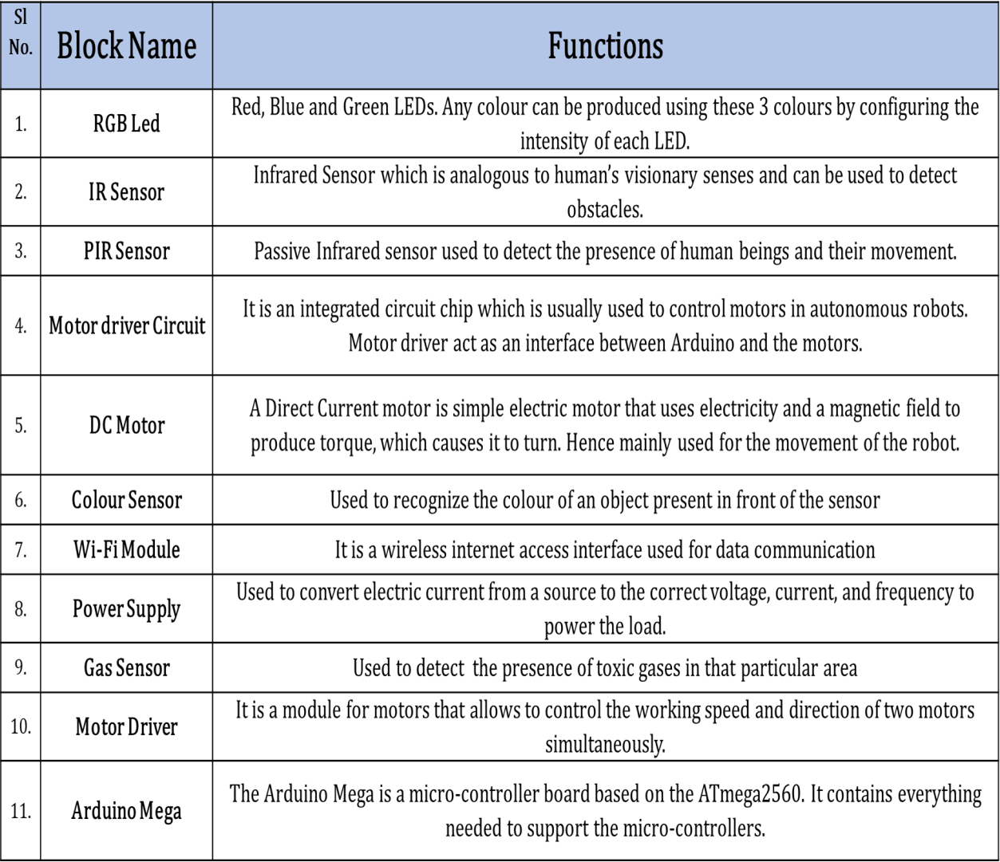 Sl
No.
Block Name
Functions
1.
RGB Led
Red, Blue and Green LEDs. Any colour can be produced using these 3 colours by configuring the
intensity of each LED.
2.
IR Sensor
Infrared Sensor which is analogous to human’s visionary senses and can be used to detect
obstacles.
3.
PIR Sensor
Passive Infrared sensor used to detect the presence of human beings and their movement.
4.
Motor driver Circuit
It is an integrated circuit chip which is usually used to control motors in autonomous robots.
Motor driver act as an interface between Arduino and the motors.
5.
DC Motor
A Direct Current motor is simple electric motor that uses electricity and a magnetic field to
produce torque, which causes it to turn. Hence mainly used for the movement of the robot.
6.
Colour Sensor
Used to recognize the colour of an object present in front of the sensor
7.
Wi-Fi Module
It is a wireless internet access interface used for data communication
8.
Power Supply
Used to convert electric current from a source to the correct voltage, current, and frequency to
power the load.
9.
Gas Sensor
Used to detect the presence of toxic gases in that particular area
10.
Motor Driver
It is a module for motors that allows to control the working speed and direction of two motors
simultaneously.
11.
Arduino Mega
The Arduino Mega is a micro-controller board based on the ATmega2560. It contains everything
needed to support the micro-controllers.